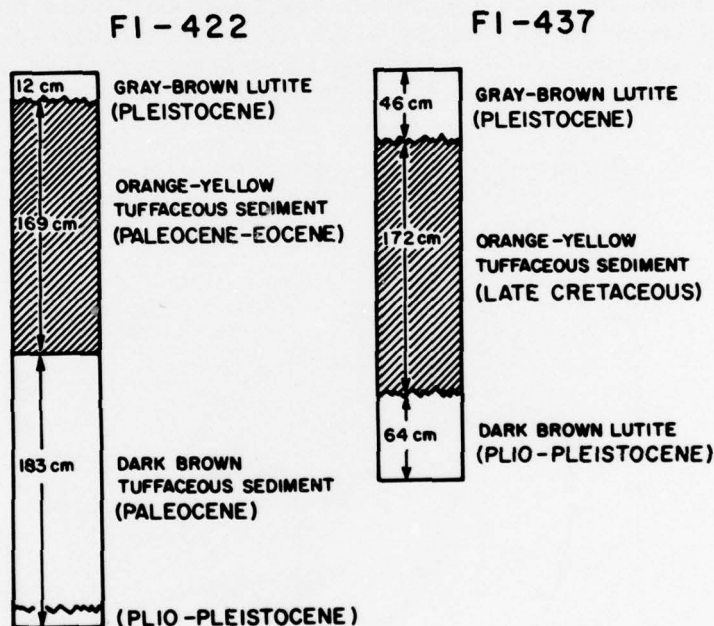 FI-422
12 cm
GRAY-BROWN LUTITE
(PLEISTOCENE)
169 cm
ORANGE-YELLOW
TUFFACEOUS SEDIMENT
(PALEOCENE-EOCENE)
183 cm
DARK BROWN
TUFFACEOUS SEDIMENT
(PALEOCENE)
(PLIO-PLEISTOCENE)
FI-437
46 cm
GRAY-BROWN LUTITE
(PLEISTOCENE)
172 cm
ORANGE-YELLOW
TUFFACEOUS SEDIMENT
(LATE CRETACEOUS)
64 cm
DARK BROWN LUTITE
(PLIO-PLEISTOCENE)